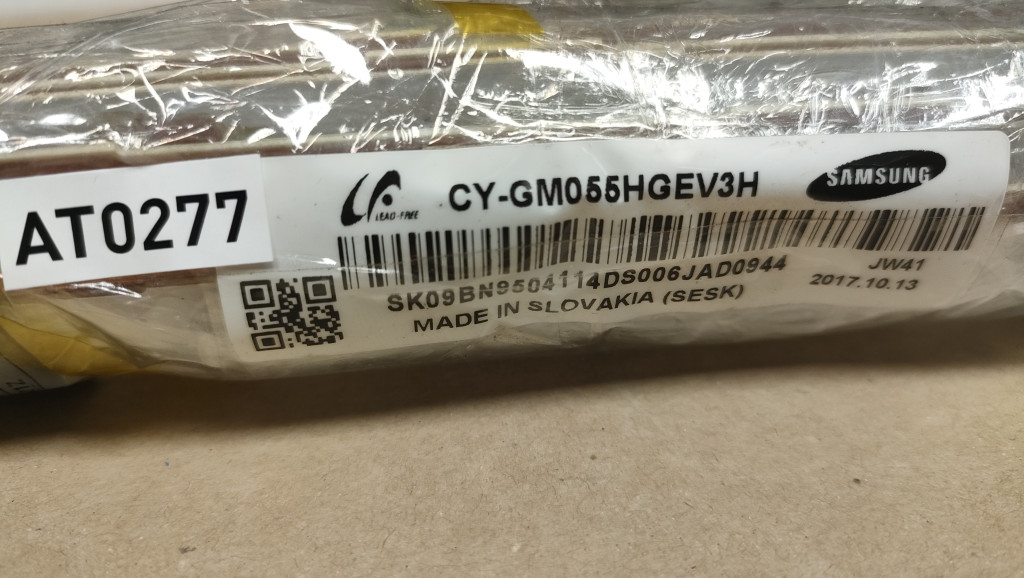 AT0277
LEAD-FREE
CY-GM055HGEV3H
SAMSUNG
SK09BN9504114DS006JAD0944
JW41
MADE IN SLOVAKIA (SESK)
2017.10.13